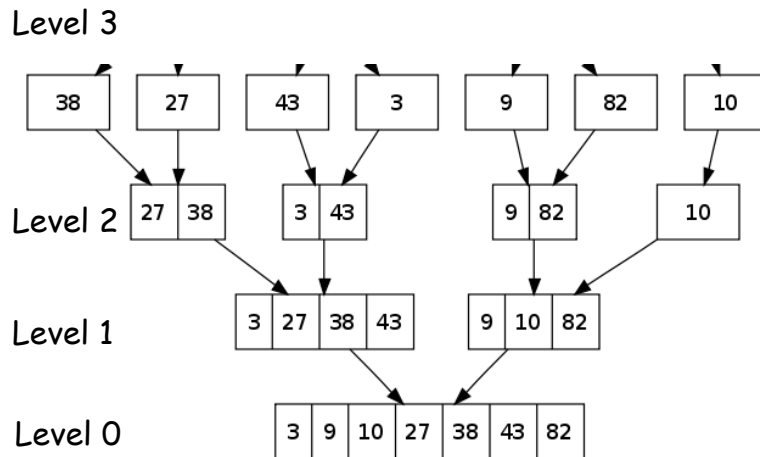 Level 3
38 27 43 3 9 82 10
Level 2 27 38 3 43 9 82 10
Level 1 3 27 38 43 9 10 82
Level 0 3 9 10 27 38 43 82